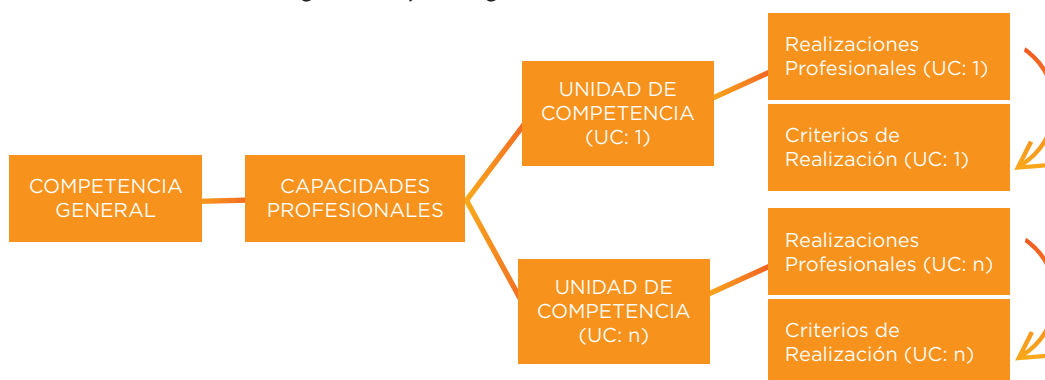 COMPETENCIA
GENERAL
CAPACIDADES
PROFESIONALES
UNIDAD DE
COMPETENCIA
(UC: 1)
Realizaciones
Profesionales (UC: 1)
Criterios de
Realización (UC: 1)
UNIDAD DE
COMPETENCIA
(UC: n)
Realizaciones
Profesionales (UC: n)
Criterios de
Realización (UC: n)